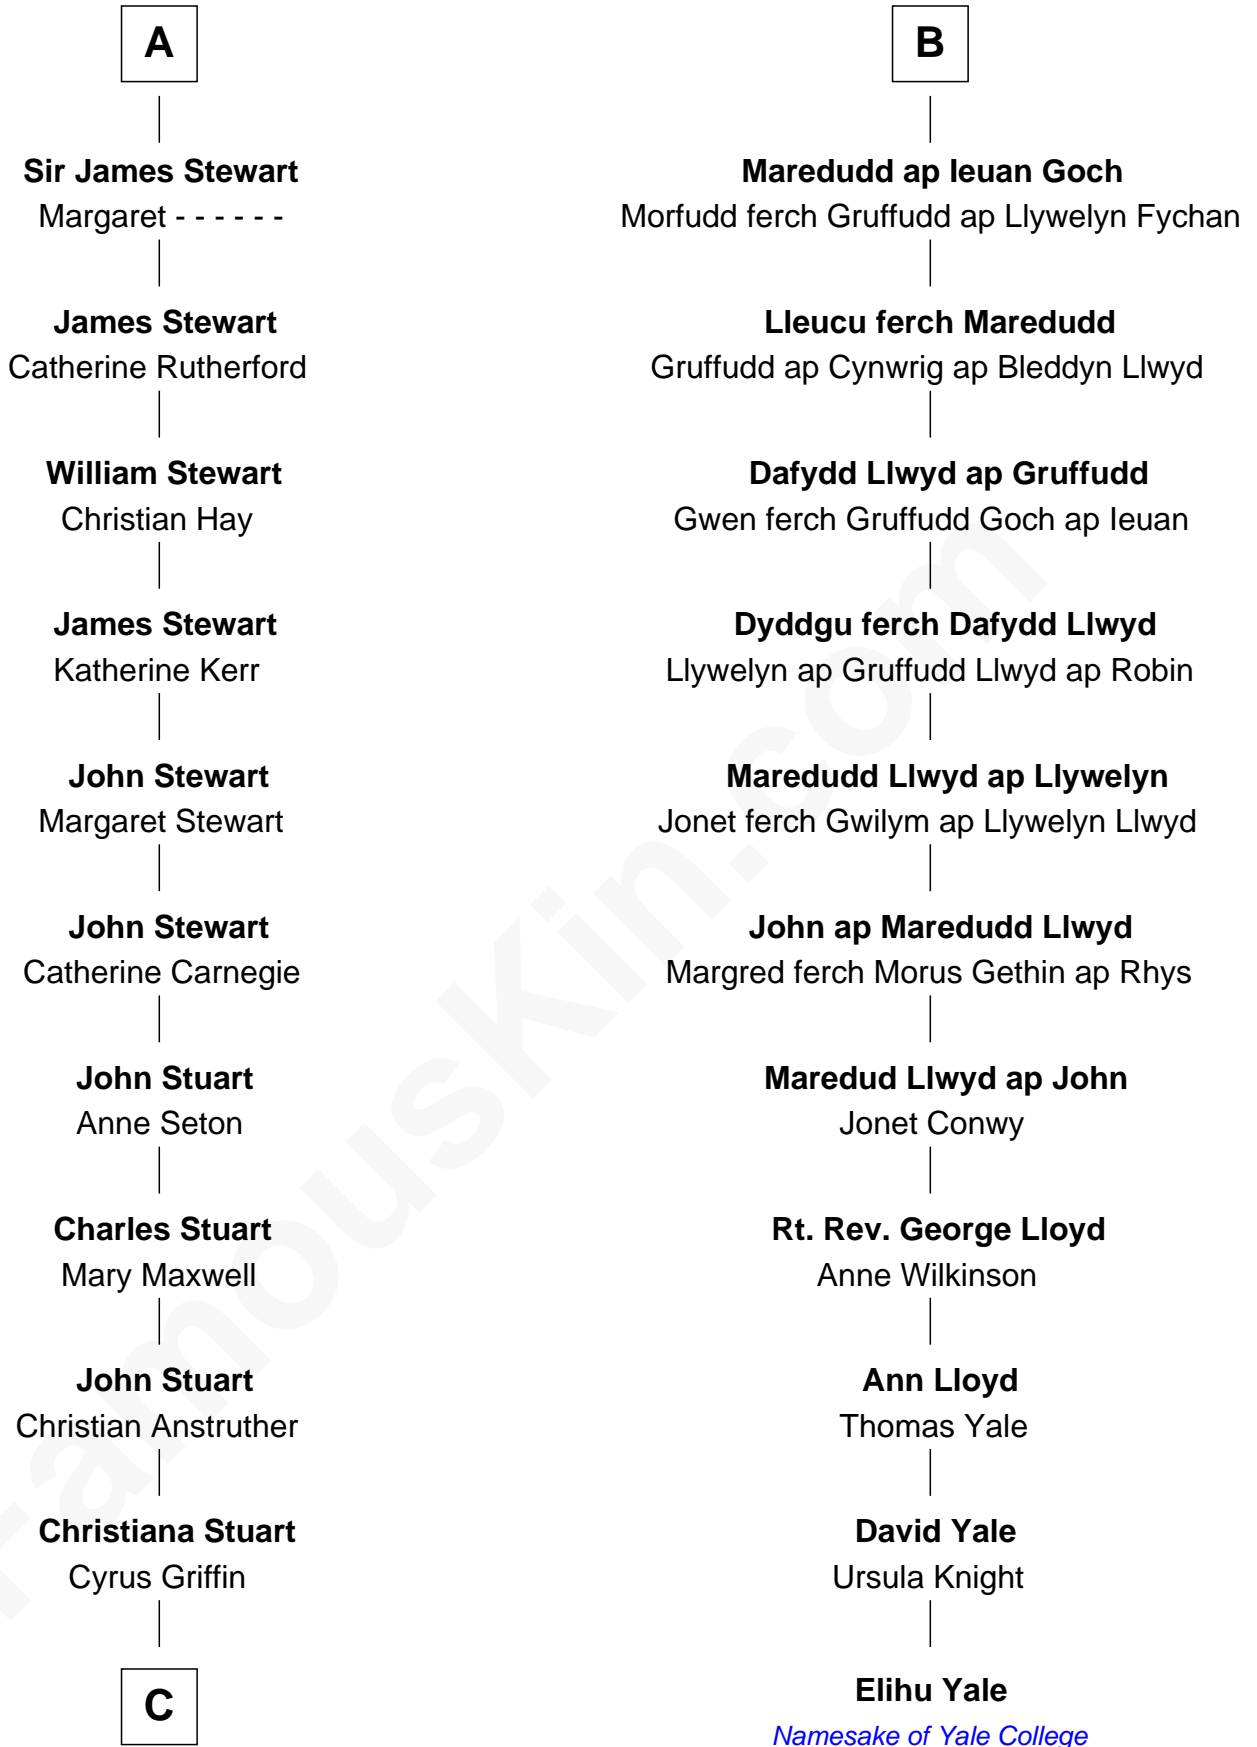 A
Sir James Stewart
Margaret - - - - - -
James Stewart
Catherine Rutherford
William Stewart
Christian Hay
James Stewart
Katherine Kerr
John Stewart
Margaret Stewart
John Stewart
Catherine Carnegie
John Stuart
Anne Seton
Charles Stuart
Mary Maxwell
John Stuart
Christian Anstruther
Christiana Stuart
Cyrus Griffin
C
B
Maredudd ap Ieuan Goch
Morfudd ferch Gruffudd ap Llywelyn Fychan
Lleucu ferch Maredudd
Gruffudd ap Cynwrig ap Bleddyn Llwyd
Dafydd Llwyd ap Gruffudd
Gwen ferch Gruffudd Goch ap Ieuan
Dyddgu ferch Dafydd Llwyd
Llywelyn ap Gruffudd Llwyd ap Robin
Maredudd Llwyd ap Llywelyn
Jonet ferch Gwilym ap Llywelyn Llwyd
John ap Maredudd Llwyd
Margred ferch Morus Gethin ap Rhys
Maredud Llwyd ap John
Jonet Conwy
Rt. Rev. George Lloyd
Anne Wilkinson
Ann Lloyd
Thomas Yale
David Yale
Ursula Knight
Elihu Yale
Namesake of Yale College
FamousKin.com